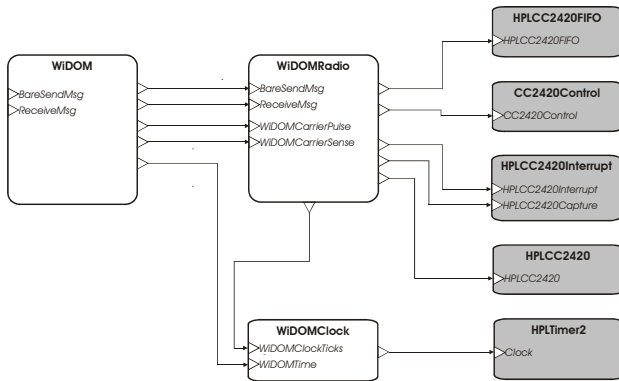 HPLCC2420FIFO
HPLCC2420FIFO
WiDOM
BareSendMsg
ReceiveMsg
WiDOMRadio
BareSendMsg
ReceiveMsg
WiDOMCarrierPulse
WiDOMCarrierSense
CC2420Control
CC2420Control
HPLCC2420Interrupt
HPLCC2420Interrupt
HPLCC2420Capture
HPLCC2420
HPLCC2420
WiDOMClock
WiDOMClockTicks
WiDOMTime
HPLTimer2
Clock